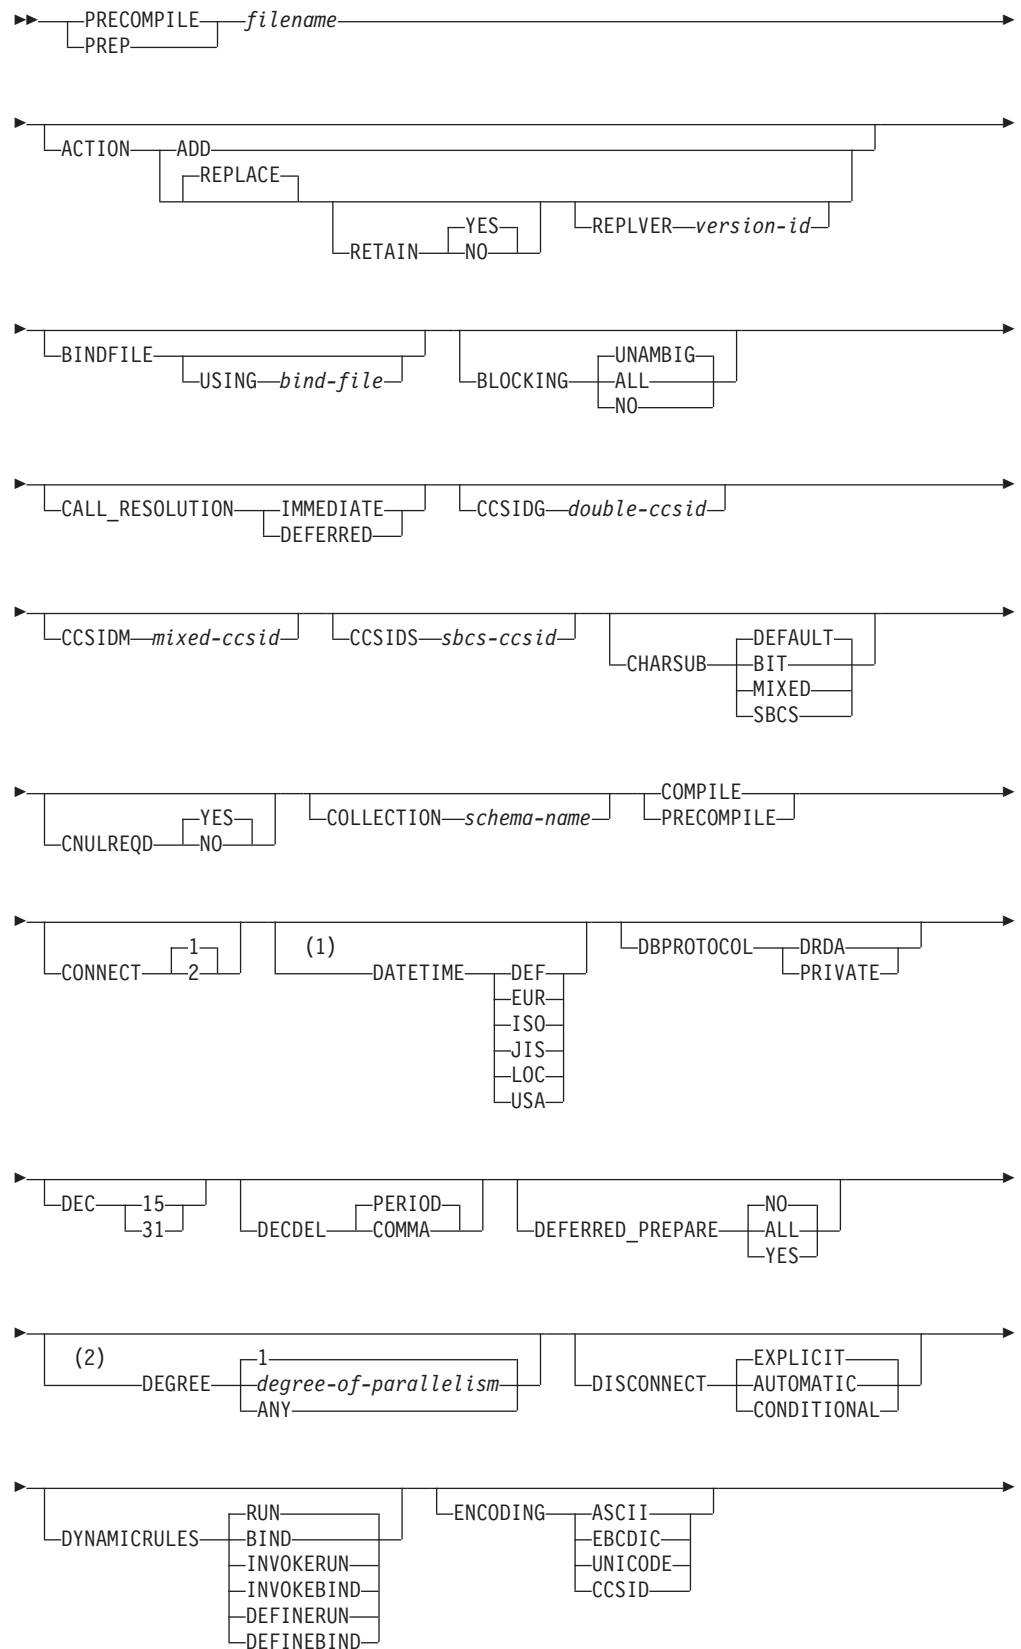 PRECOMPILE filename
PREP
ACTION ADD
REPLACE
YES REPLVER version-id
RETAIN NO
BINDFILE UNAMBIG
USING bind-file BLOCKING ALL
NO
CALL_RESOLUTION IMMEDIATE CCSIDG double-ccsid
DEFERRED
CCSIDM mixed-ccsid CCSIDS sbcs-ccsid DEFAULT
CHARSUB BIT
MIXED
SBCS
COMPILE
YES COLLECTION schema-name PRECOMPILE
CNULREQD NO
1 (1) DBPROTOCOL DRDA
CONNECT 2 DATETIME DEF PRIVATE
EUR
ISO
JIS
LOC
USA
DEC 15 PERIOD NO
31 DECDEL COMMA DEFERRED_PREPARE ALL
YES
(2) 1 EXPLICIT
DEGREE degree-of-parallelism DISCONNECT AUTOMATIC
ANY CONDITIONAL
RUN ENCODING ASCII
DYNAMICRULES BIND EBCDIC
INVOKERUN UNICODE
INVOKEBIND CCSID
DEFINERUN
DEFINEBIND